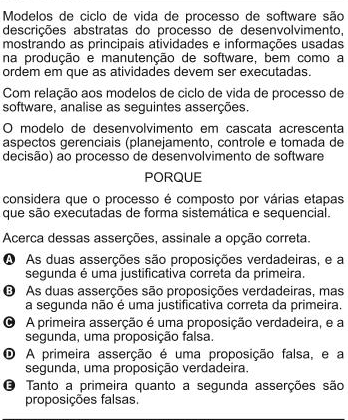 Modelos de ciclo de vida de processo de software são
descrições abstratas do processo de desenvolvimento,
mostrando as principais atividades e informações usadas
na produção e manutenção de software, bem como a
ordem em que as atividades devem ser executadas.
Com relação aos modelos de ciclo de vida de processo de
software, analise as seguintes asserções.
O modelo de desenvolvimento em cascata acrescenta
aspectos gerenciais (planejamento, controle e tomada de
decisão) ao processo de desenvolvimento de software
PORQUE
considera que o processo é composto por várias etapas
que são executadas de forma sistemática e sequencial.
Acerca dessas asserções, assinale a opção correta.
A As duas asserções são proposições verdadeiras, e a
segunda é uma justificativa correta da primeira.
B As duas asserções são proposições verdadeiras, mas
a segunda não é uma justificativa correta da primeira.
C A primeira asserção é uma proposição verdadeira, e a
segunda, uma proposição falsa.
D A primeira asserção é uma proposição falsa, e a
segunda, uma proposição verdadeira.
E Tanto a primeira quanto a segunda asserções são
proposições falsas.